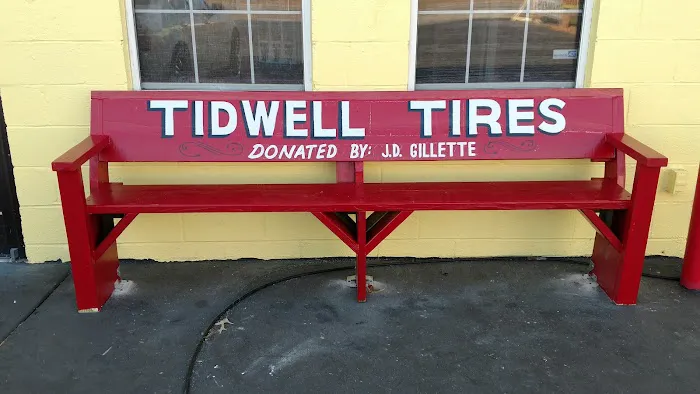 TIDWELL TIRES
DONATED BY: J.D. GILLETTE